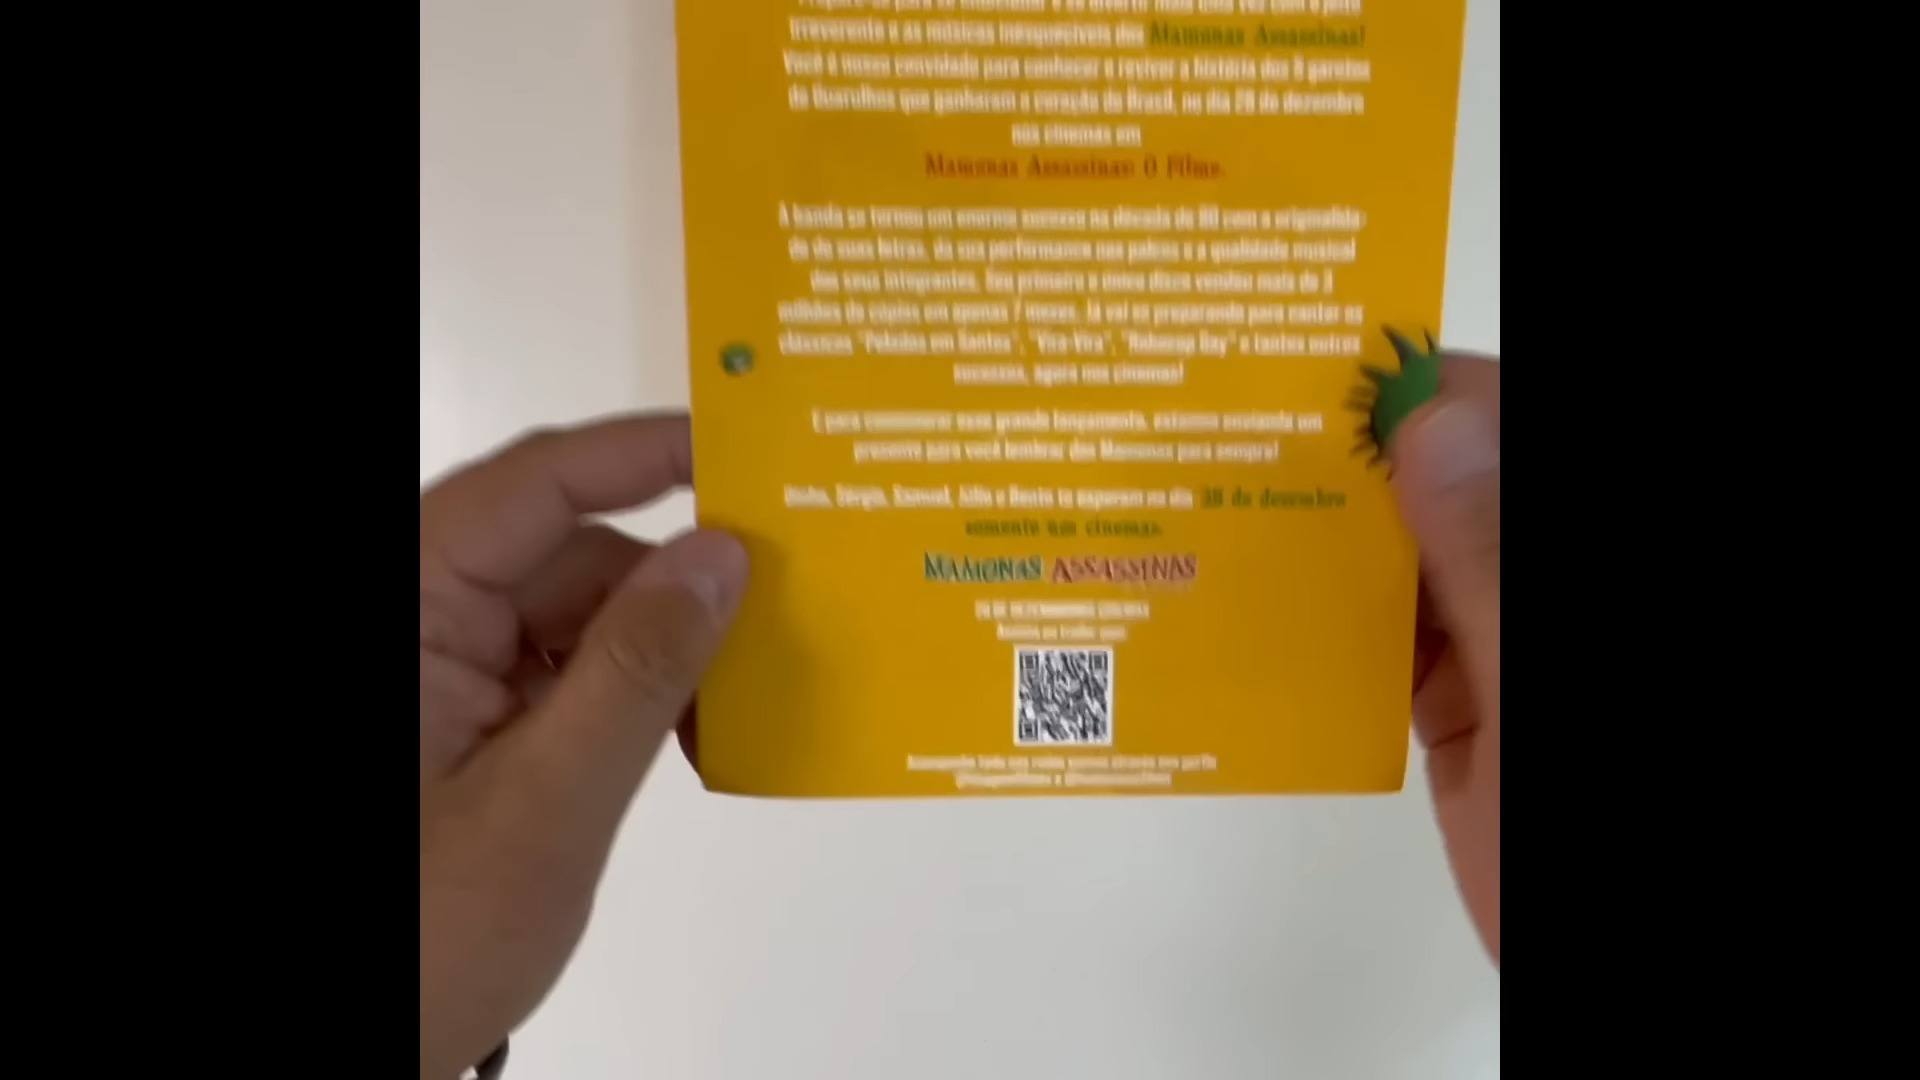 irreverente e as músicas inesquecíveis dos Mamonas Assassinas!
Você é nosso convidado para conhecer e reviver a história dos 5 garotos
de Guarulhos que ganharam o coração do Brasil, no dia 28 de dezembro
nos cinemas em
Mamonas Assassinas: O Filme.
A banda se tornou um enorme sucesso na década de 90 com a originalida-
de de suas letras, da sua performance nos palcos e a qualidade musical
dos seus integrantes. Seu primeiro e único disco vendeu mais de 3
milhões de cópias em apenas 7 meses. Já vai se preparando para cantar os
clássicos "Pelados em Santos", "Vira-Vira", "Robocop Gay" e tantos outros
sucessos, agora nos cinemas!
E para comemorar esse grande lançamento, estamos enviando um
presente para você lembrar dos Mamonas para sempre!
Dinho, Sérgio, Samuel, Júlio e Bento te esperam no dia 28 de dezembro
somente nos cinemas.
MAMONAS ASSASSINAS
Assista ao trailer aqui